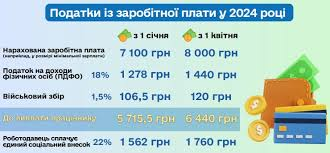 Податки із заробітної плати у 2024 році
з 1 січня з 1 квітня
Нарахована заробітна плата 7 100 грн 8 000 грн
(наприклад, у розмірі мінімальної зарплати)
Податок на доходи
фізичних осіб (ПДФО) 18% 1 278 грн 1 440 грн
Військовий збір 1,5% 106,5 грн 120 грн
До виплати працівнику 5 715,5 грн 6 440 грн
Роботодавець сплачує
єдиний соціальний внесок 22% 1 562 грн 1 760 грн